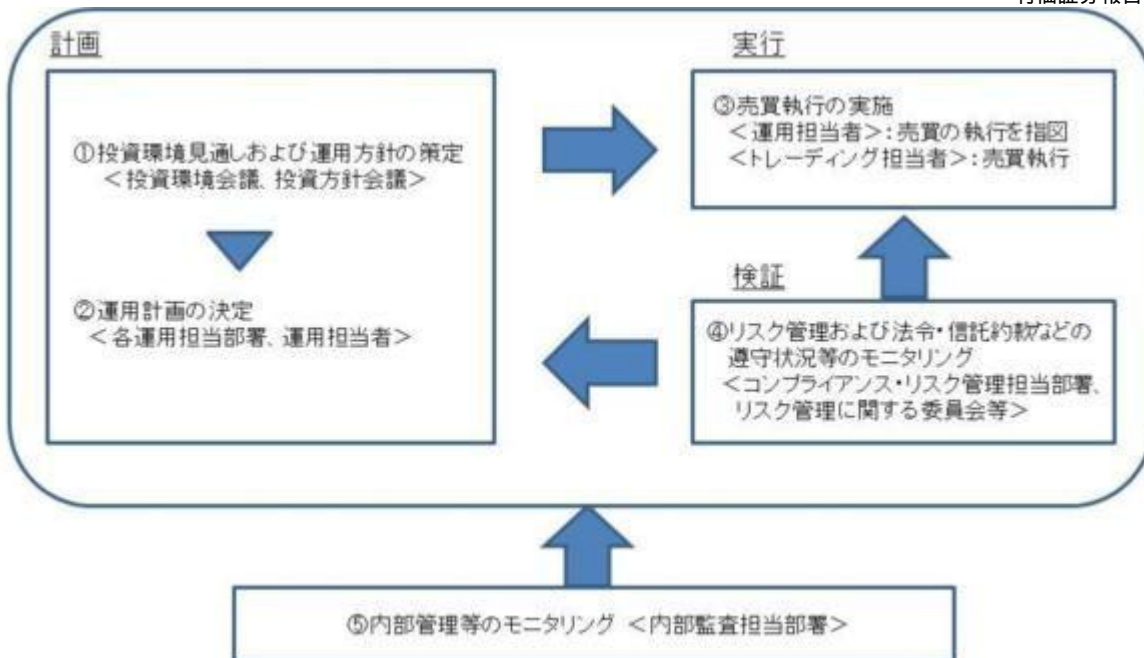 計画
①投資環境見通しおよび運用方針の策定
＜投資環境会議、投資方針会議＞
②運用計画の決定
＜各運用担当部署、運用担当者＞
実行
③売買執行の実施
＜運用担当者＞：売買の執行を指図
＜トレーディング担当者＞：売買執行
検証
④リスク管理および法令・信託約款などの
遵守状況等のモニタリング
＜コンプライアンス・リスク管理担当部署、
リスク管理に関する委員会等＞
⑤内部管理等のモニタリング ＜内部監査担当部署＞